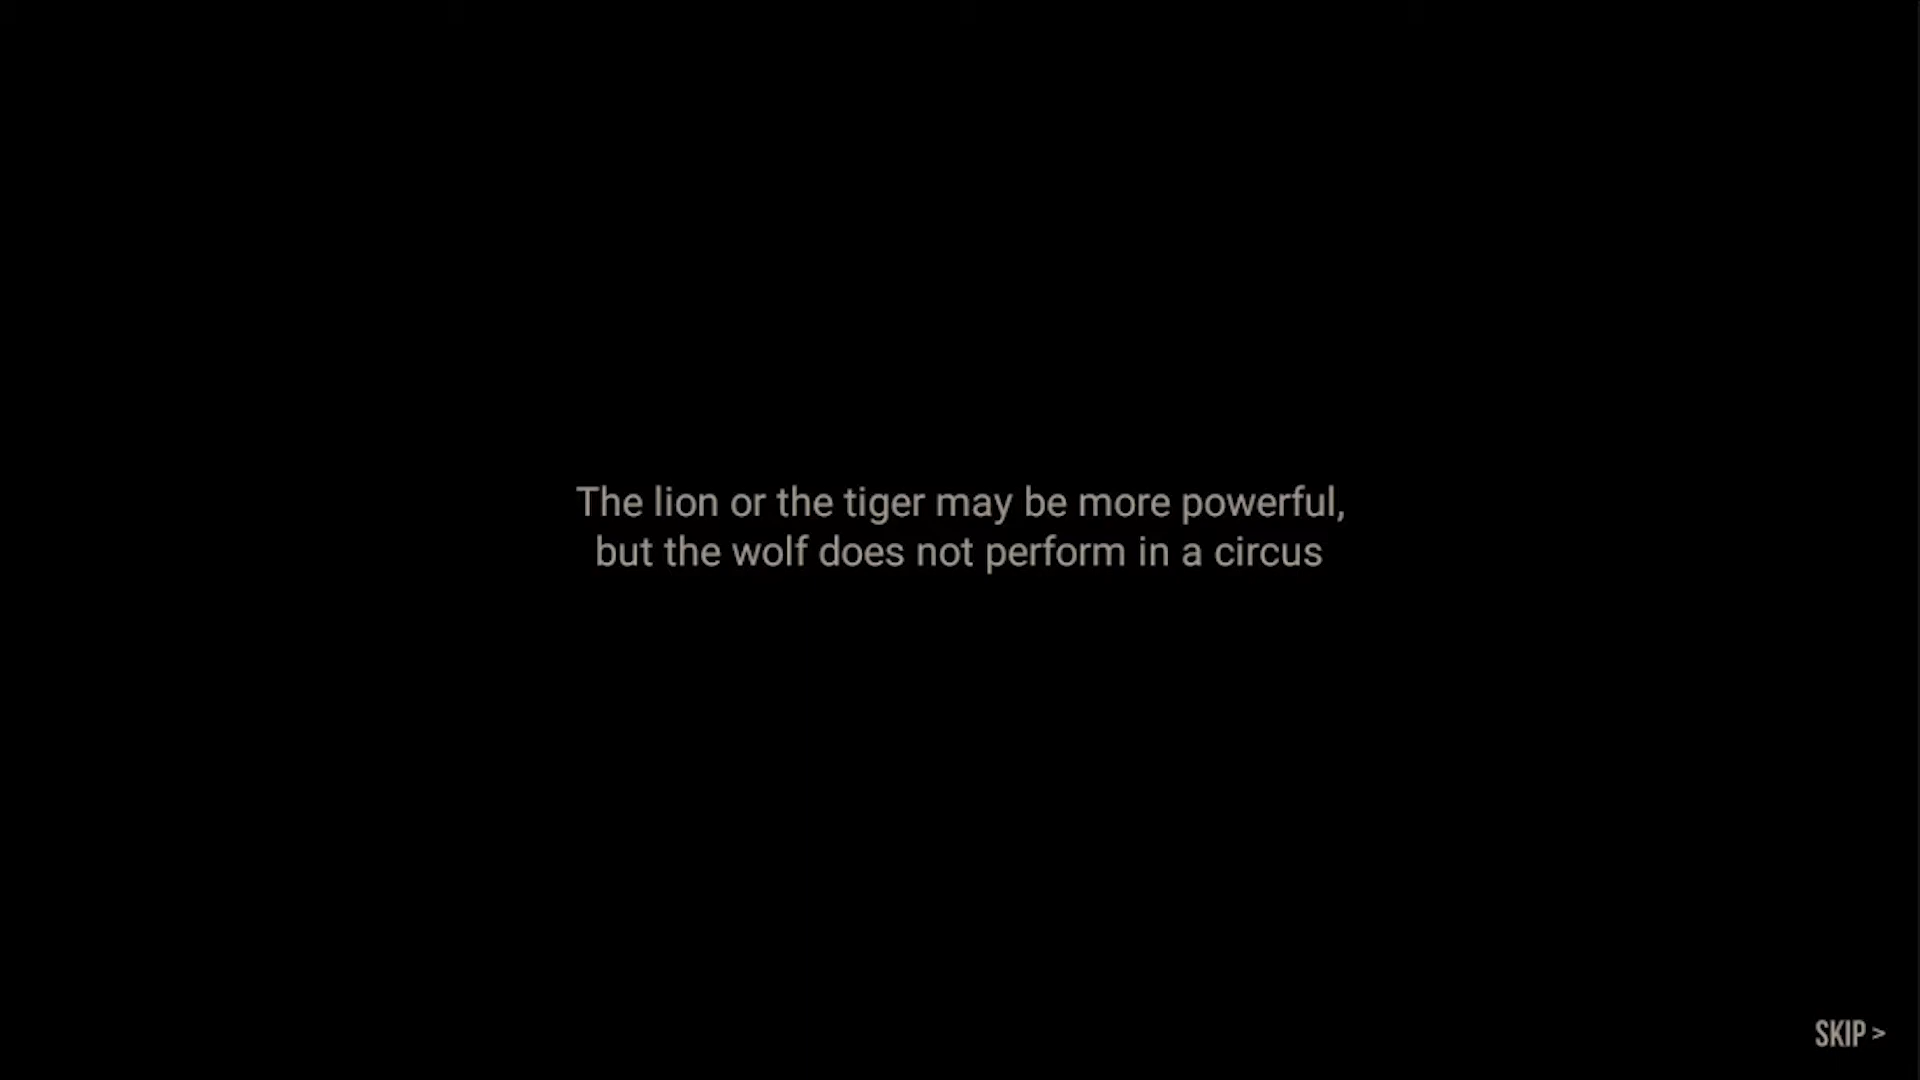 The lion or the tiger may be more powerful,
but the wolf does not perform in a circus
SKIP >